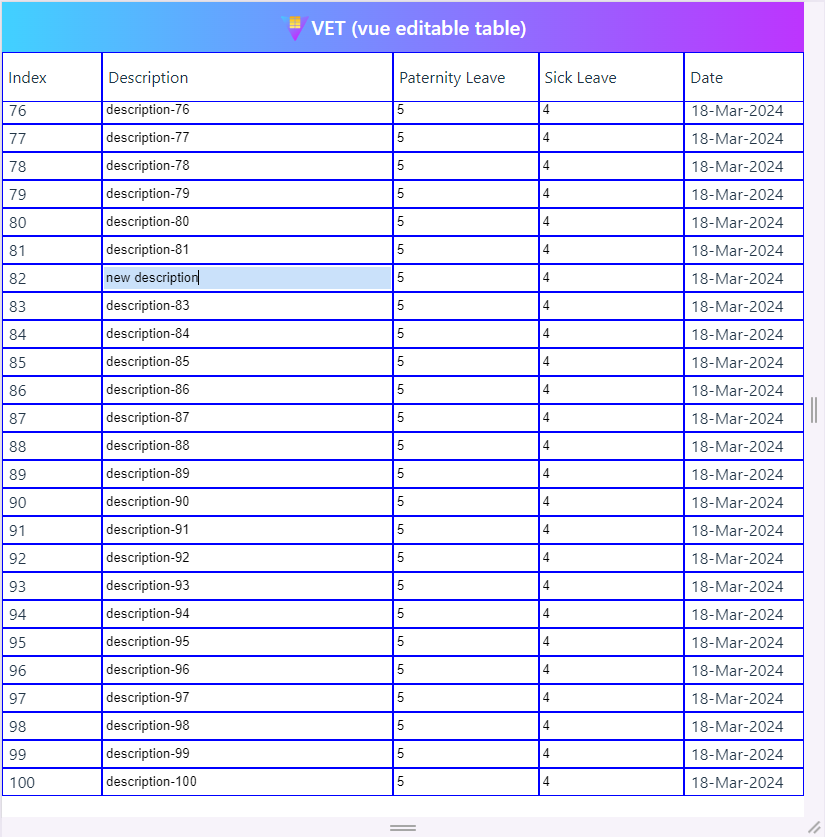 VET (vue editable table)
Index Description Paternity Leave Sick Leave Date
76 description-76 5 4 18-Mar-2024
77 description-77 5 4 18-Mar-2024
78 description-78 5 4 18-Mar-2024
79 description-79 5 4 18-Mar-2024
80 description-80 5 4 18-Mar-2024
81 description-81 5 4 18-Mar-2024
82 new description 5 4 18-Mar-2024
83 description-83 5 4 18-Mar-2024
84 description-84 5 4 18-Mar-2024
85 description-85 5 4 18-Mar-2024
86 description-86 5 4 18-Mar-2024
87 description-87 5 4 18-Mar-2024
88 description-88 5 4 18-Mar-2024
89 description-89 5 4 18-Mar-2024
90 description-90 5 4 18-Mar-2024
91 description-91 5 4 18-Mar-2024
92 description-92 5 4 18-Mar-2024
93 description-93 5 4 18-Mar-2024
94 description-94 5 4 18-Mar-2024
95 description-95 5 4 18-Mar-2024
96 description-96 5 4 18-Mar-2024
97 description-97 5 4 18-Mar-2024
98 description-98 5 4 18-Mar-2024
99 description-99 5 4 18-Mar-2024
100 description-100 5 4 18-Mar-2024